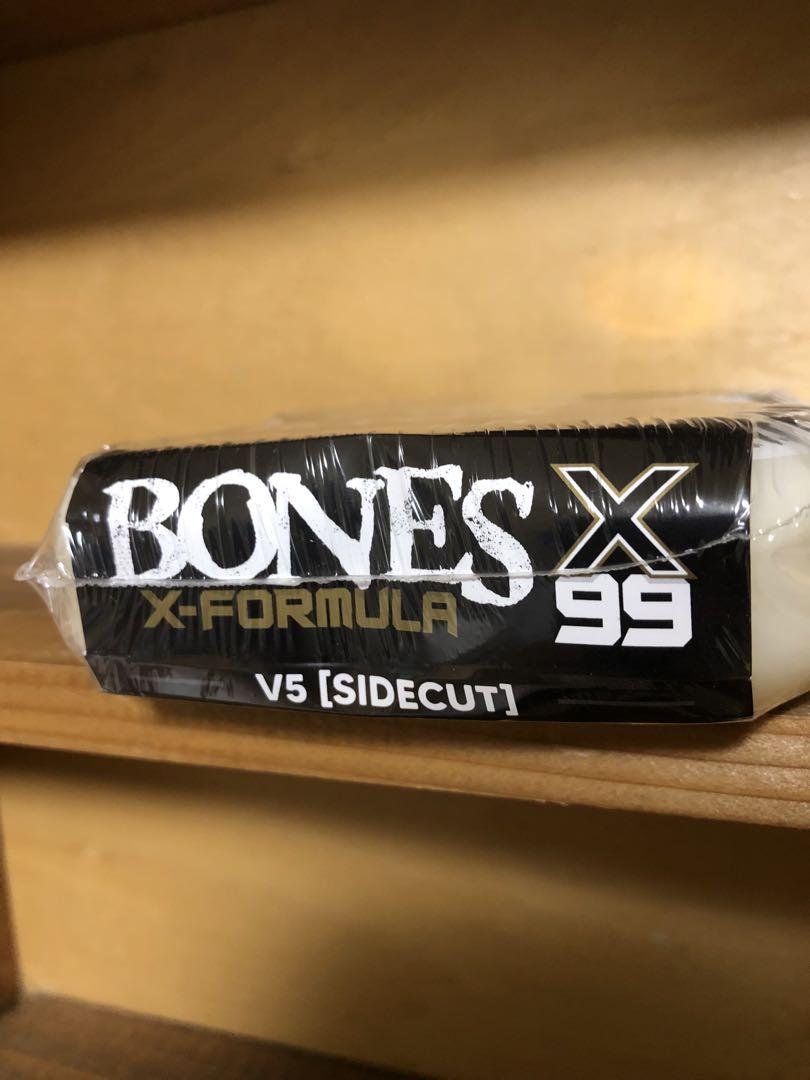 BONES X
X-FORMULA 99
V5 [SIDECUT]